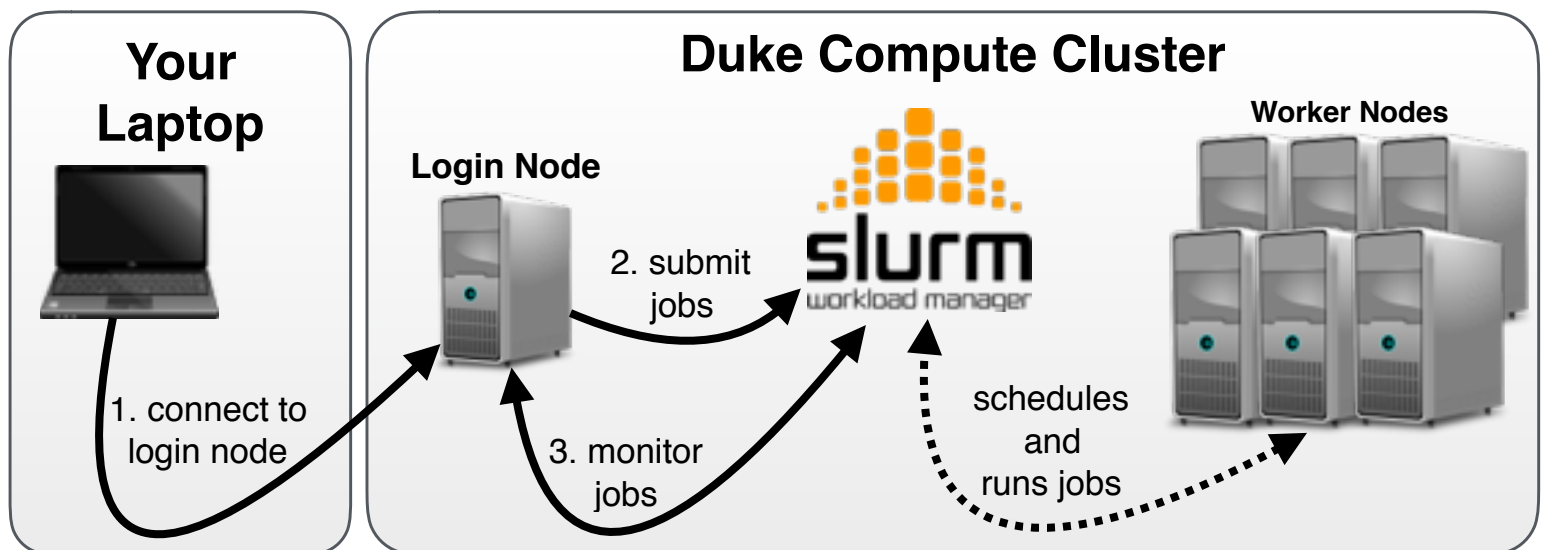 Your
Laptop
Duke Compute Cluster
Worker Nodes
Login Node
slurm
workload manager
2. submit
jobs
1. connect to
login node
3. monitor
jobs
schedules
and
runs jobs